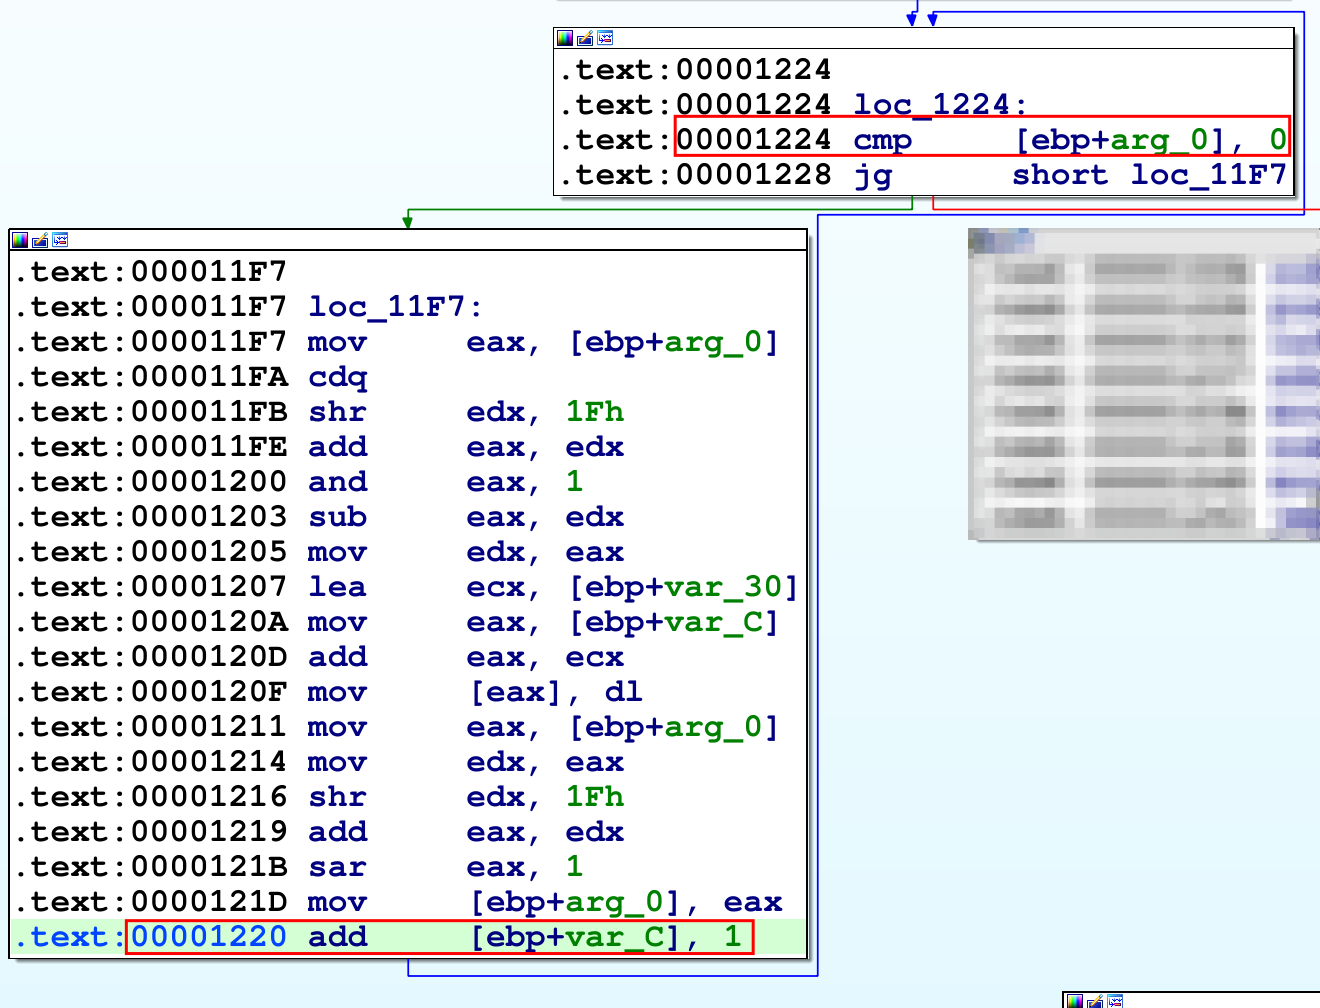 .text:00001224
.text:00001224 loc_1224:
.text:00001224 cmp [ebp+arg_0], 0
.text:00001228 jg short loc_11F7
.text:000011F7
.text:000011F7 loc_11F7:
.text:000011F7 mov eax, [ebp+arg_0]
.text:000011FA cdq
.text:000011FB shr edx, 1Fh
.text:000011FE add eax, edx
.text:00001200 and eax, 1
.text:00001203 sub eax, edx
.text:00001205 mov edx, eax
.text:00001207 lea ecx, [ebp+var_30]
.text:0000120A mov eax, [ebp+var_C]
.text:0000120D add eax, ecx
.text:0000120F mov [eax], dl
.text:00001211 mov eax, [ebp+arg_0]
.text:00001214 mov edx, eax
.text:00001216 shr edx, 1Fh
.text:00001219 add eax, edx
.text:0000121B sar eax, 1
.text:0000121D mov [ebp+arg_0], eax
.text:00001220 add [ebp+var_C], 1